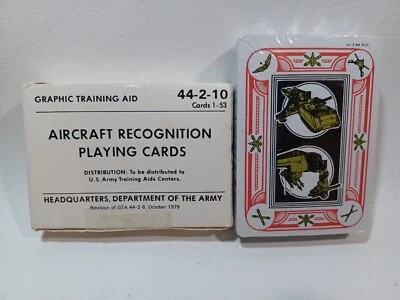 GRAPHIC TRAINING AID
44-2-10
Cards 1-53
AIRCRAFT RECOGNITION
PLAYING CARDS
DISTRIBUTION: To be distributed to
U.S. Army Training Aids Centers.
HEADQUARTERS, DEPARTMENT OF THE ARMY
Revision of GTA 44-2-6, October 1979